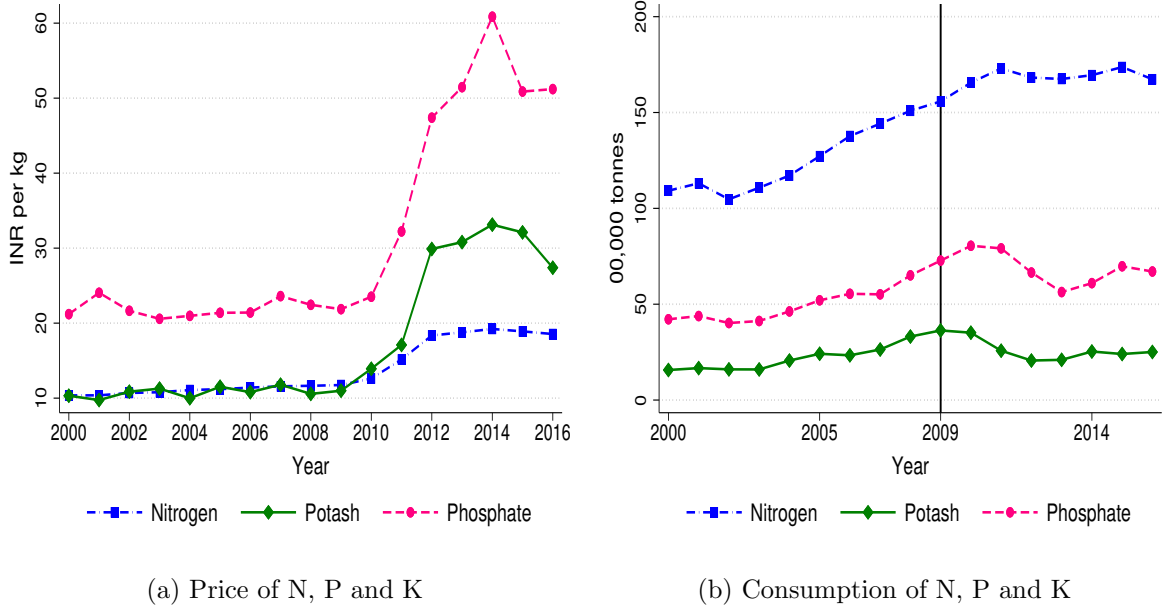 60
50
40
30
20
10
INR per kg
2000 2002 2004 2006 2008 2010 2012 2014 2016
Year
Nitrogen Potash Phosphate
(a) Price of N, P and K
200
150
100
50
0
00,000 tonnes
2000 2005 2009 2014
Year
Nitrogen Potash Phosphate
(b) Consumption of N, P and K